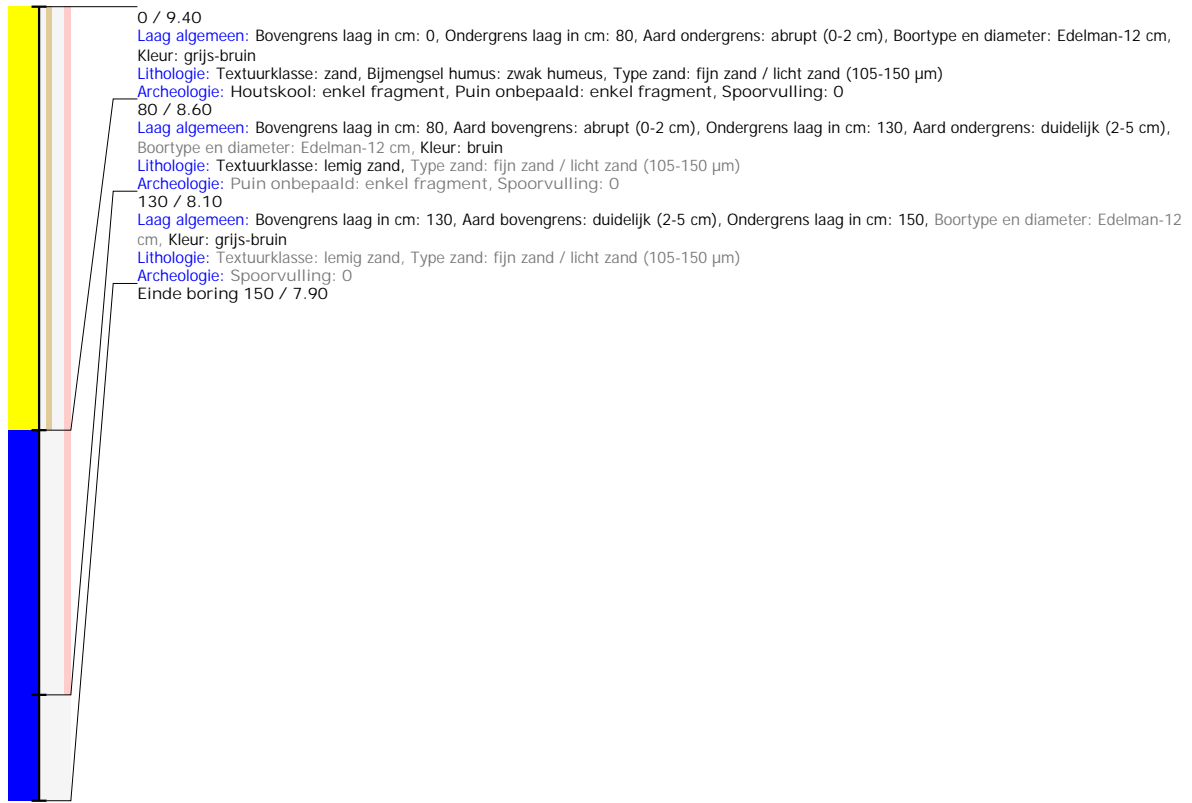 0 / 9.40
Laag algemeen: Bovengrens laag in cm: 0, Ondergrens laag in cm: 80, Aard ondergrens: abrupt (0-2 cm), Boortype en diameter: Edelman-12 cm,
Kleur: grijs-bruin
Lithologie: Textuurklasse: zand, Bijmengsel humus: zwak humeus, Type zand: fijn zand / licht zand (105-150 µm)
Archeologie: Houtskool: enkel fragment, Puin onbepaald: enkel fragment, Spoorvulling: 0
80 / 8.60
Laag algemeen: Bovengrens laag in cm: 80, Aard bovengrens: abrupt (0-2 cm), Ondergrens laag in cm: 130, Aard ondergrens: duidelijk (2-5 cm),
Boortype en diameter: Edelman-12 cm, Kleur: bruin
Lithologie: Textuurklasse: lemig zand, Type zand: fijn zand / licht zand (105-150 µm)
Archeologie: Puin onbepaald: enkel fragment, Spoorvulling: 0
130 / 8.10
Laag algemeen: Bovengrens laag in cm: 130, Aard bovengrens: duidelijk (2-5 cm), Ondergrens laag in cm: 150, Boortype en diameter: Edelman-12
cm, Kleur: grijs-bruin
Lithologie: Textuurklasse: lemig zand, Type zand: fijn zand / licht zand (105-150 µm)
Archeologie: Spoorvulling: 0
Einde boring 150 / 7.90